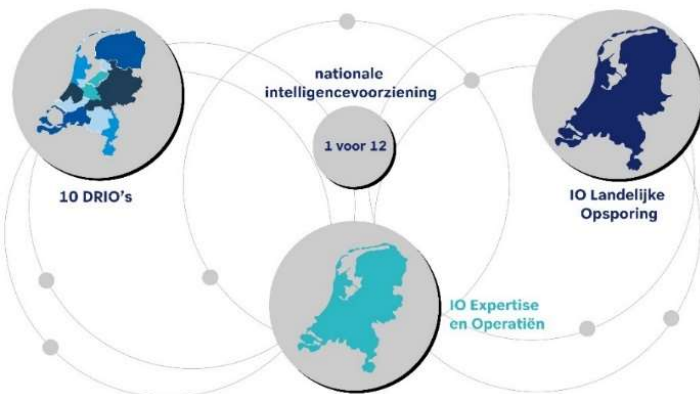 nationale
intelligencevoorziening
1 voor 12
10 DRIO's
IO Landelijke
Opsporing
IO Expertise
en Operatiën